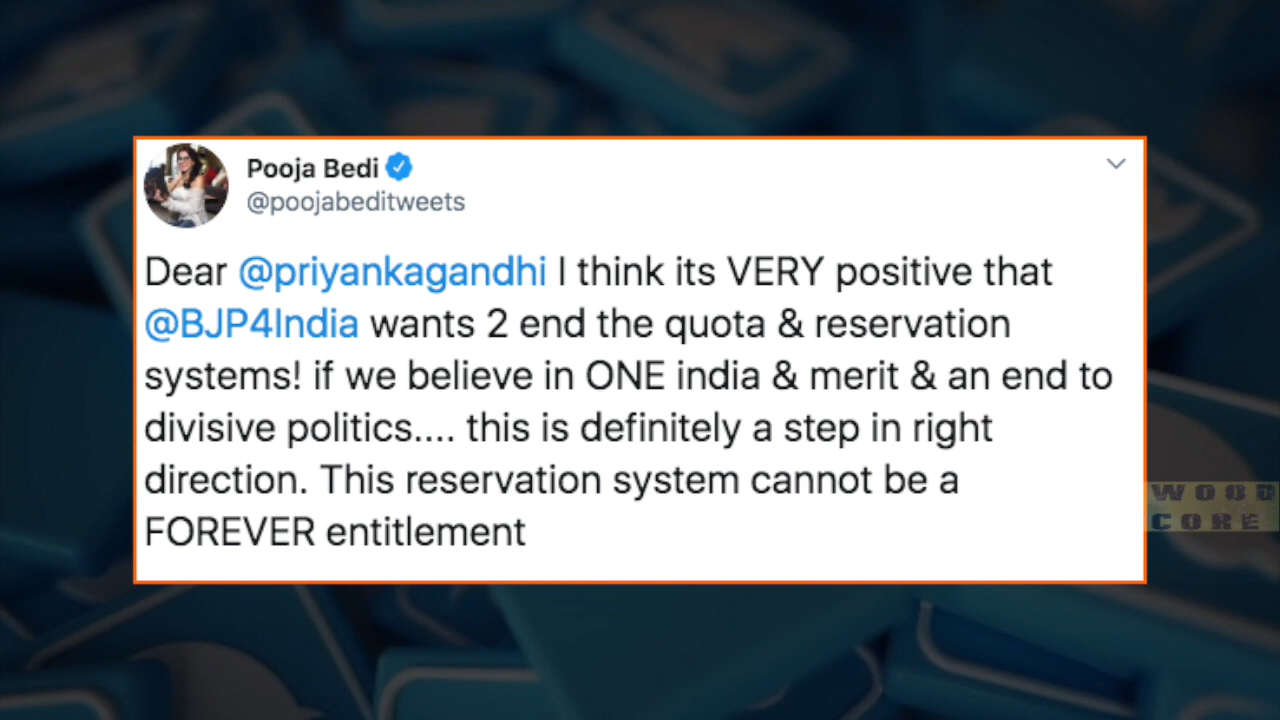 Pooja Bedi
@poojabeditweets
Dear @priyankagandhi I think its VERY positive that
@BJP4India wants 2 end the quota & reservation
systems! if we believe in ONE india & merit & an end to
divisive politics.... this is definitely a step in right
direction. This reservation system cannot be a
FOREVER entitlement
WOOD
CORE